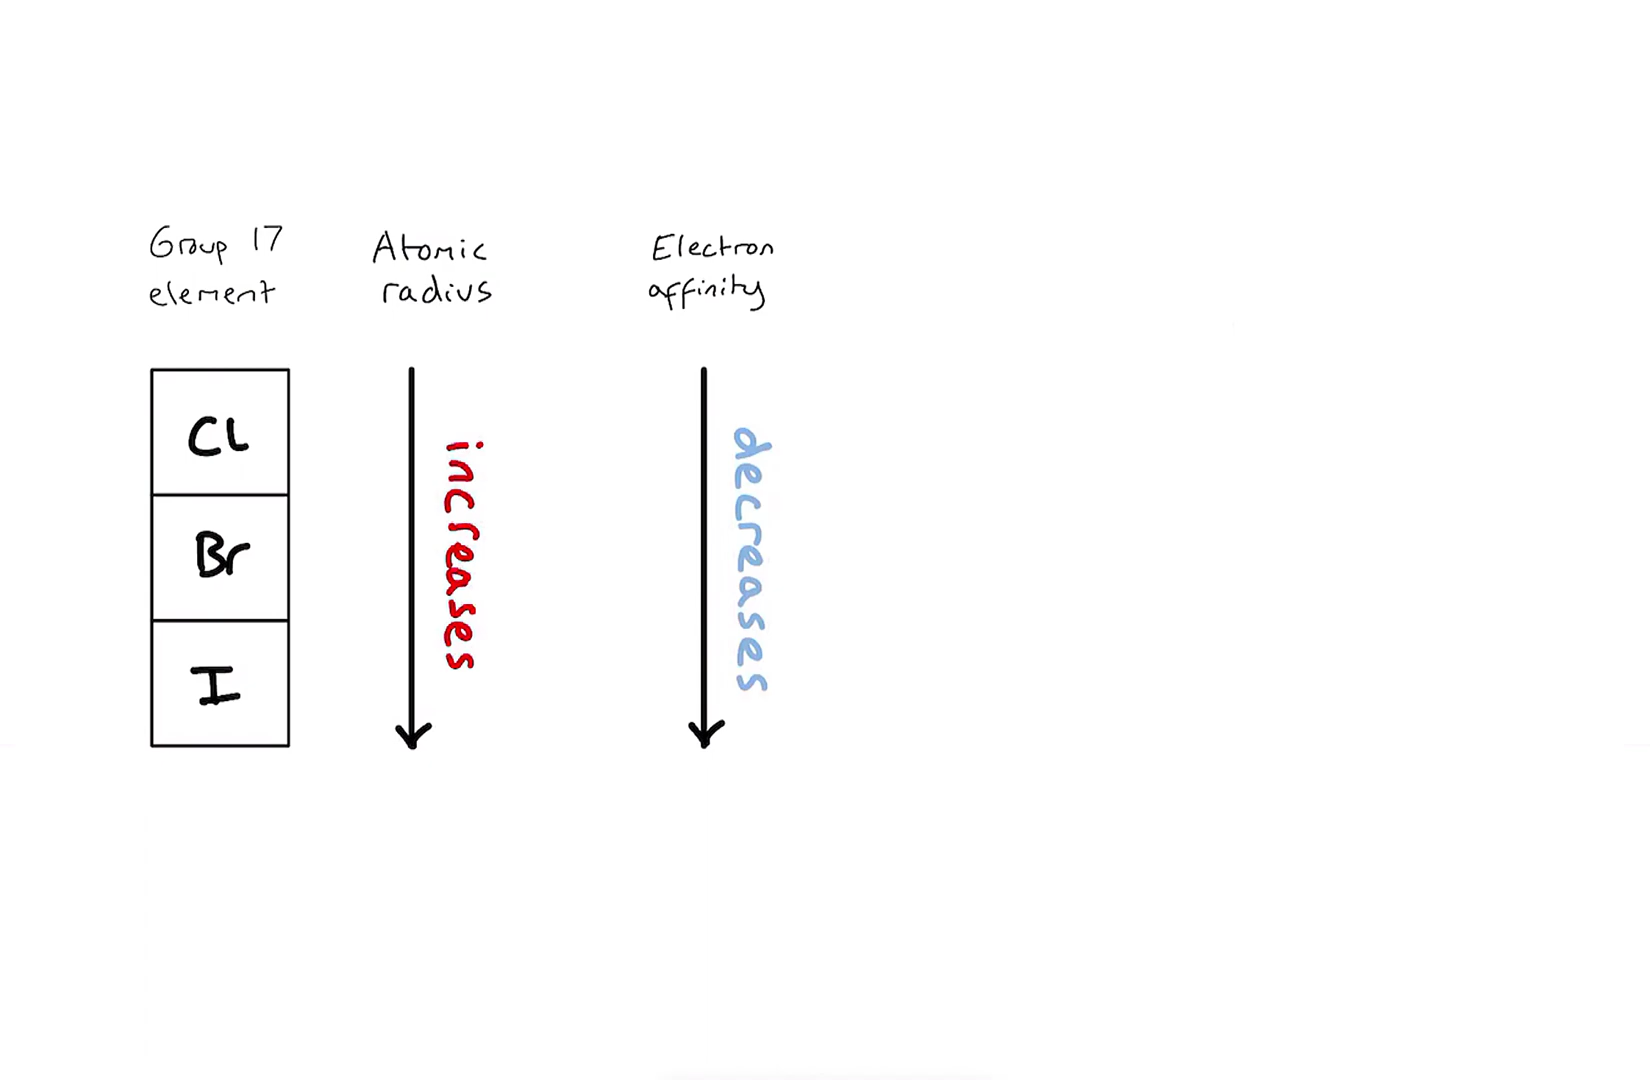 Group 17
element
Atomic
radius
Electron
affinity
Cl
Br
I
increases
decreases